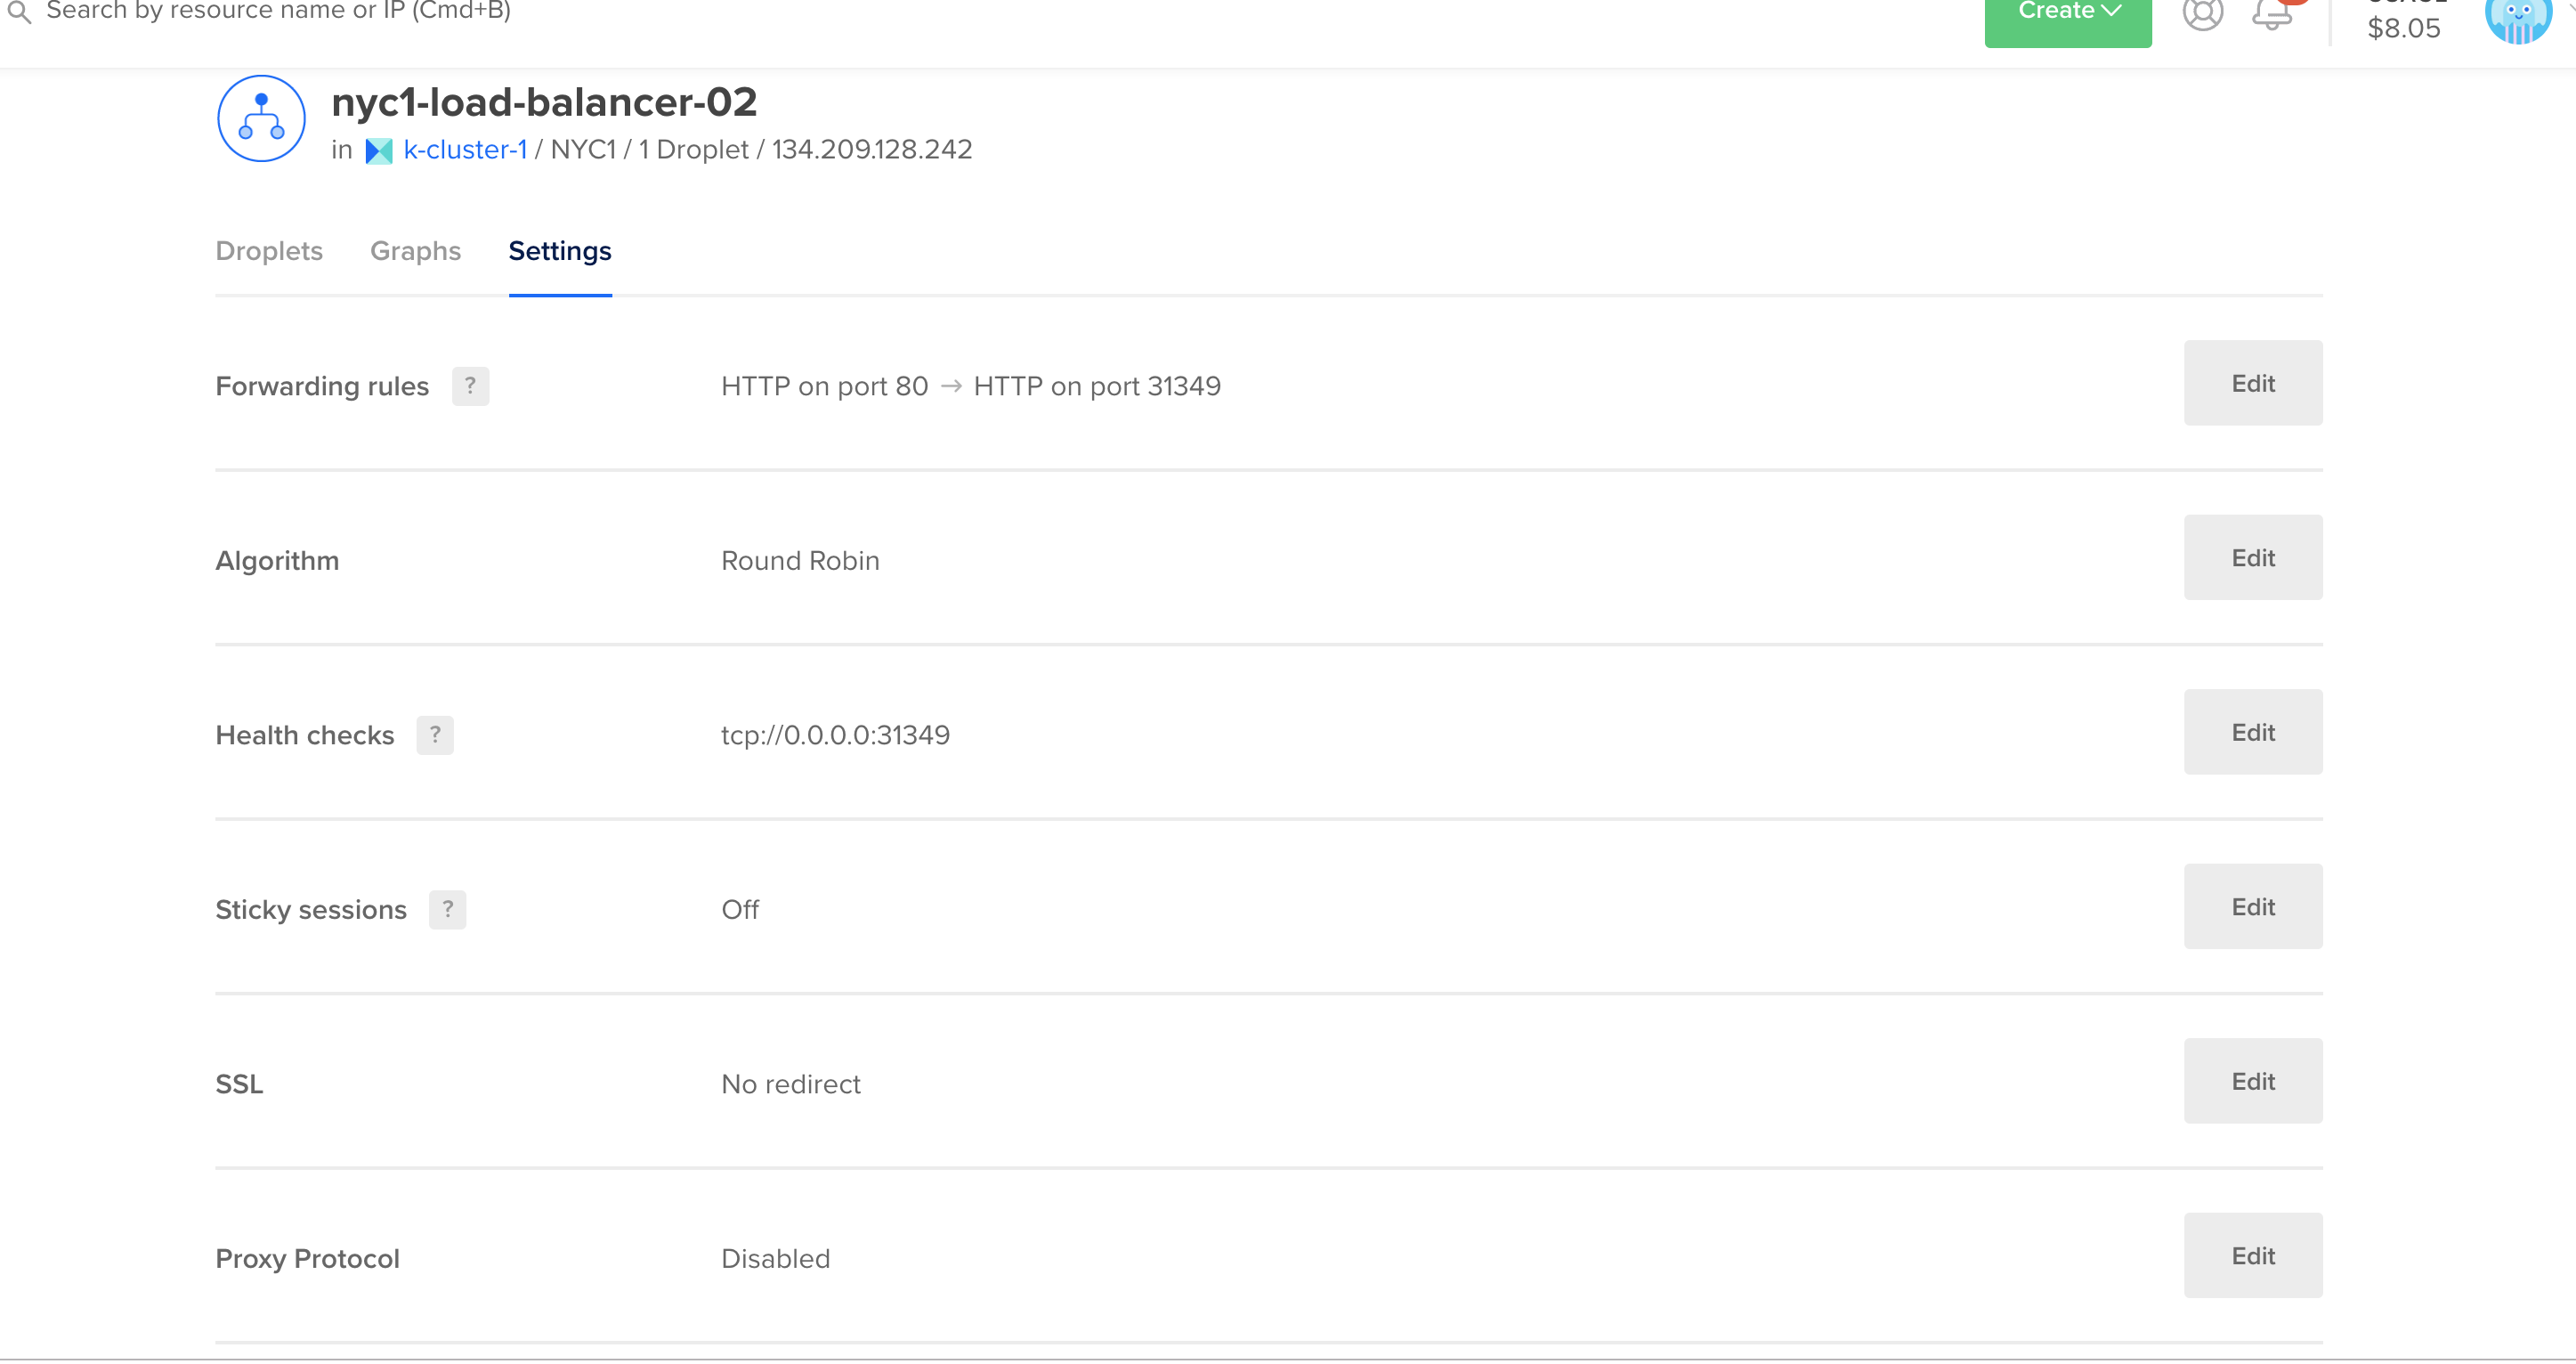 Search by resource name or IP (Cmd+B)
Create
$8.05
nyc1-load-balancer-02
in k-cluster-1 / NYC1 / 1 Droplet / 134.209.128.242
Droplets Graphs Settings
Forwarding rules ? HTTP on port 80 → HTTP on port 31349 Edit
Algorithm Round Robin Edit
Health checks ? tcp://0.0.0.0:31349 Edit
Sticky sessions ? Off Edit
SSL No redirect Edit
Proxy Protocol Disabled Edit